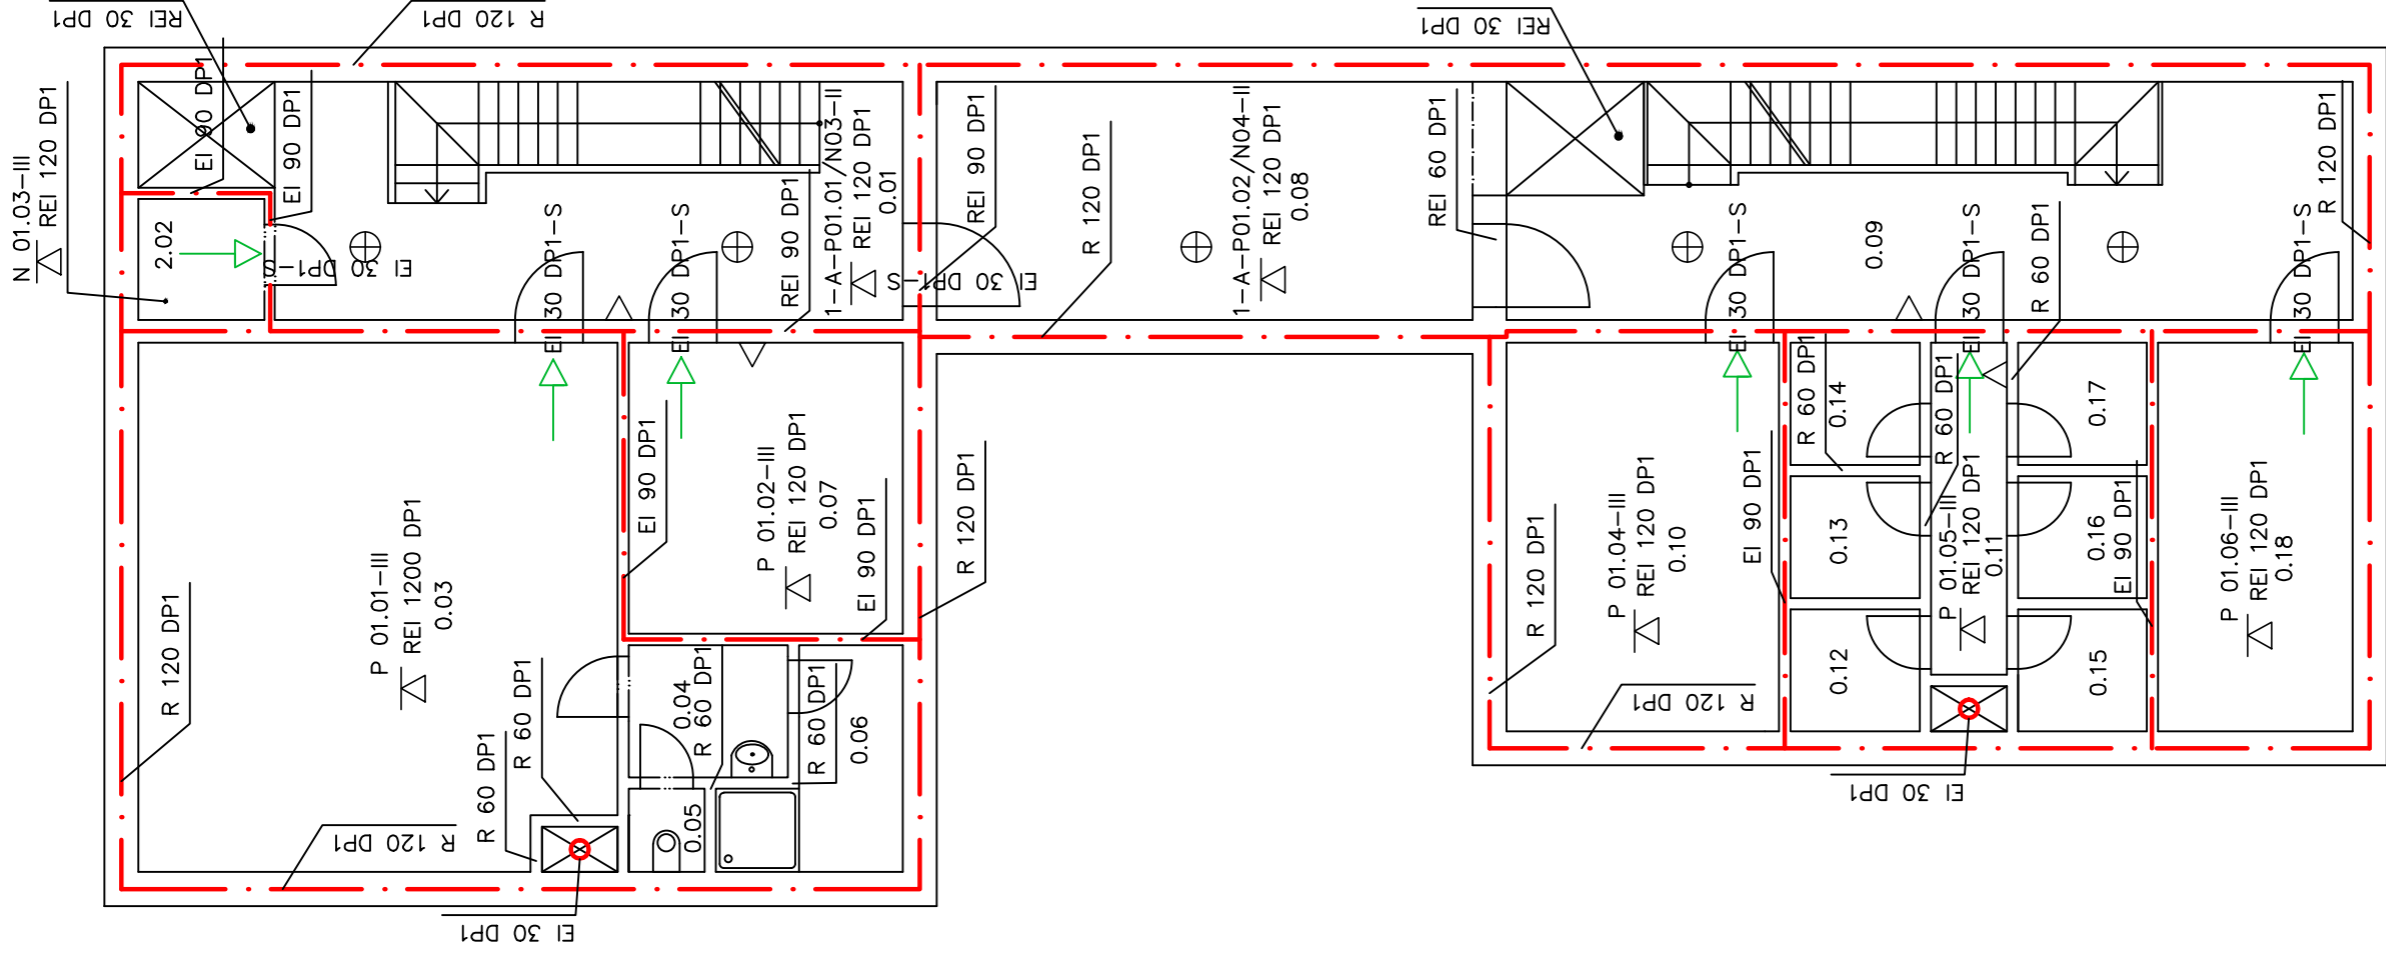 REI 30 DP1
R 120 DP1
REI 30 DP1
N 01.03-III
REI 120 DP1
EI 90 DP1
EI 90 DP1
2.02
EI 30 DP1-S
EI 30 DP1-S
EI 30 DP1-S
REI 90 DP1
1-A-P01.01/N03-II
REI 120 DP1
0.01
EI 30 DP1-S
REI 90 DP1
R 120 DP1
1-A-P01.02/N04-II
REI 120 DP1
0.08
REI 60 DP1
EI 30 DP1-S
0.09
EI 30 DP1-S
R 60 DP1
EI 30 DP1-S
R 120 DP1
R 120 DP1
P 01.01-III
REI 1200 DP1
0.03
EI 90 DP1
P 01.02-III
REI 120 DP1
0.07
EI 90 DP1
R 120 DP1
R 60 DP1
R 60 DP1
0.04
R 60 DP1
R 60 DP1
0.06
0.05
R 120 DP1
EI 30 DP1
R 120 DP1
P 01.04-III
REI 120 DP1
0.10
R 120 DP1
EI 90 DP1
R 60 DP1
0.14
0.13
0.12
R 60 DP1
P 01.05-III
REI 120 DP1
0.11
0.17
0.16
0.15
EI 90 DP1
P 01.06-III
REI 120 DP1
0.18
EI 30 DP1